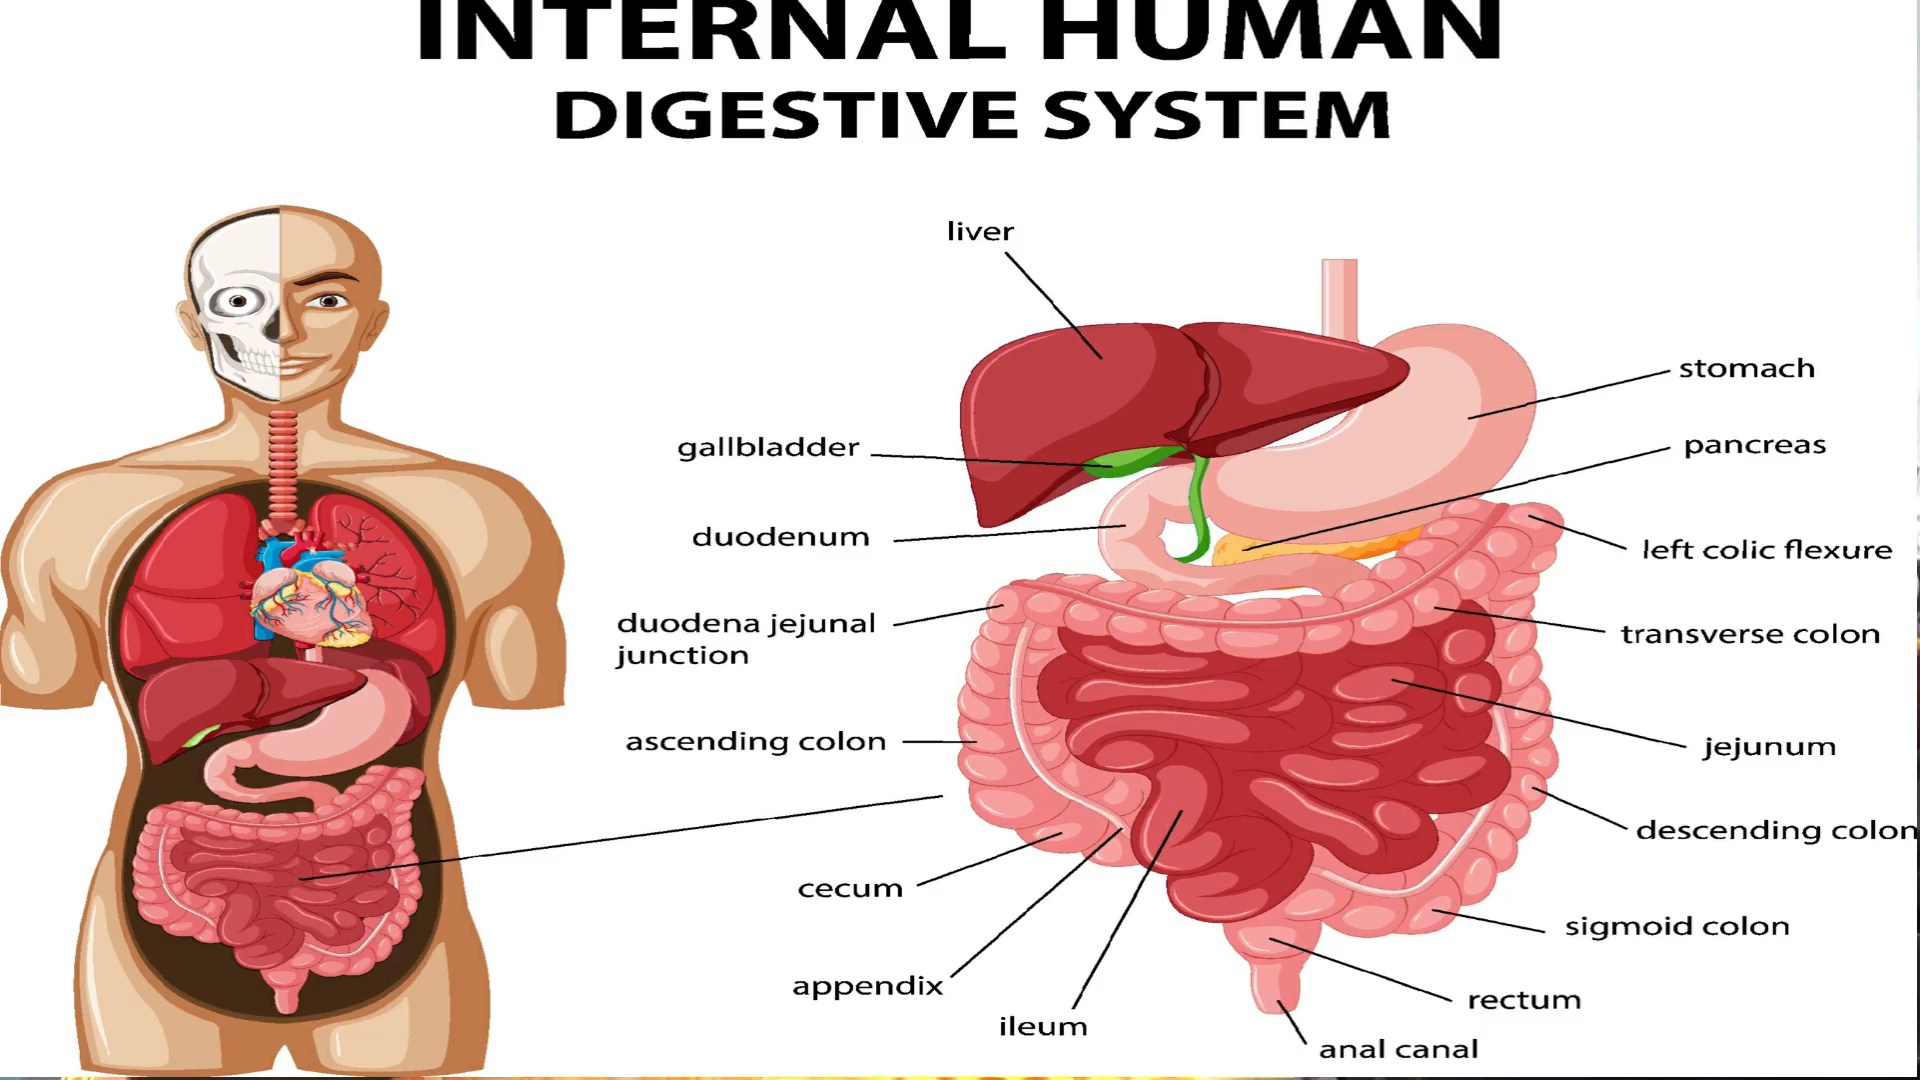 INTERNAL HUMAN
DIGESTIVE SYSTEM
liver
stomach
gallbladder
pancreas
duodenum
left colic flexure
duodena jejunal
junction
transverse colon
ascending colon
jejunum
descending colon
cecum
sigmoid colon
appendix
rectum
ileum
anal canal